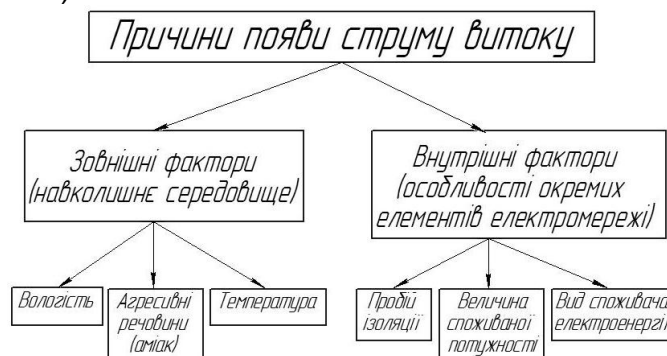 Причини появи струму витоку
Зовнішні фактори
(навколишнє середовище)
Внутрішні фактори
(особливості окремих
елементів електромережі)
Вологість
Агресивні
речовини
(аміак)
Температура
Пробій
ізоляції
Величина
споживаної
потужності
Вид споживача
електроенергії